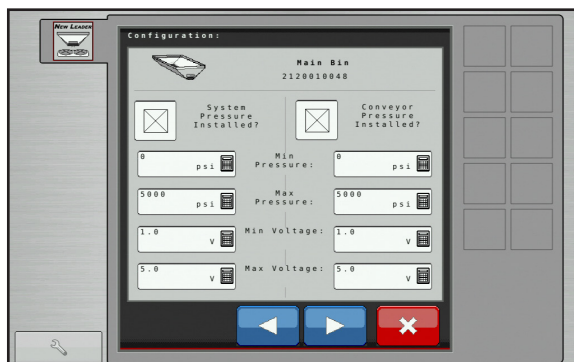 NEW LEADER
Configuration:
Main Bin
2120010048
System
Pressure
Installed?
Conveyor
Pressure
Installed?
0
psi
Min
Pressure:
0
psi
5000
psi
Max
Pressure:
5000
psi
1.0
V
Min Voltage:
1.0
V
5.0
V
Max Voltage:
5.0
V